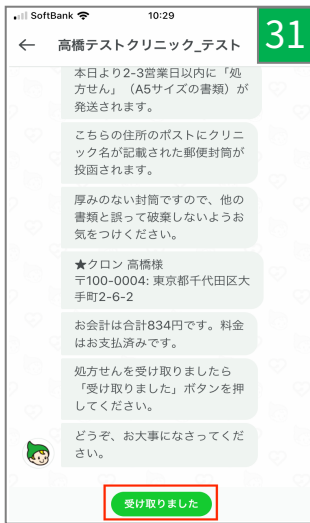 SoftBank 10:29
31
高橋テストクリニック_テスト
本日より2-3営業日以内に「処
方せん」（A5サイズの書類）が
発送されます。
こちらの住所のポストにクリニ
ック名が記載された郵便封筒が
投函されます。
厚みのない封筒ですので、他の
書類と誤って破棄しないようお
気をつけください。
★クロン 高橋様
〒100-0004: 東京都千代田区大
手町2-6-2
お会計は合計834円です。料金
はお支払済みです。
処方せんを受け取りましたら
「受け取りました」ボタンを押
してください。
どうぞ、お大事になさってくだ
さい。
受け取りました